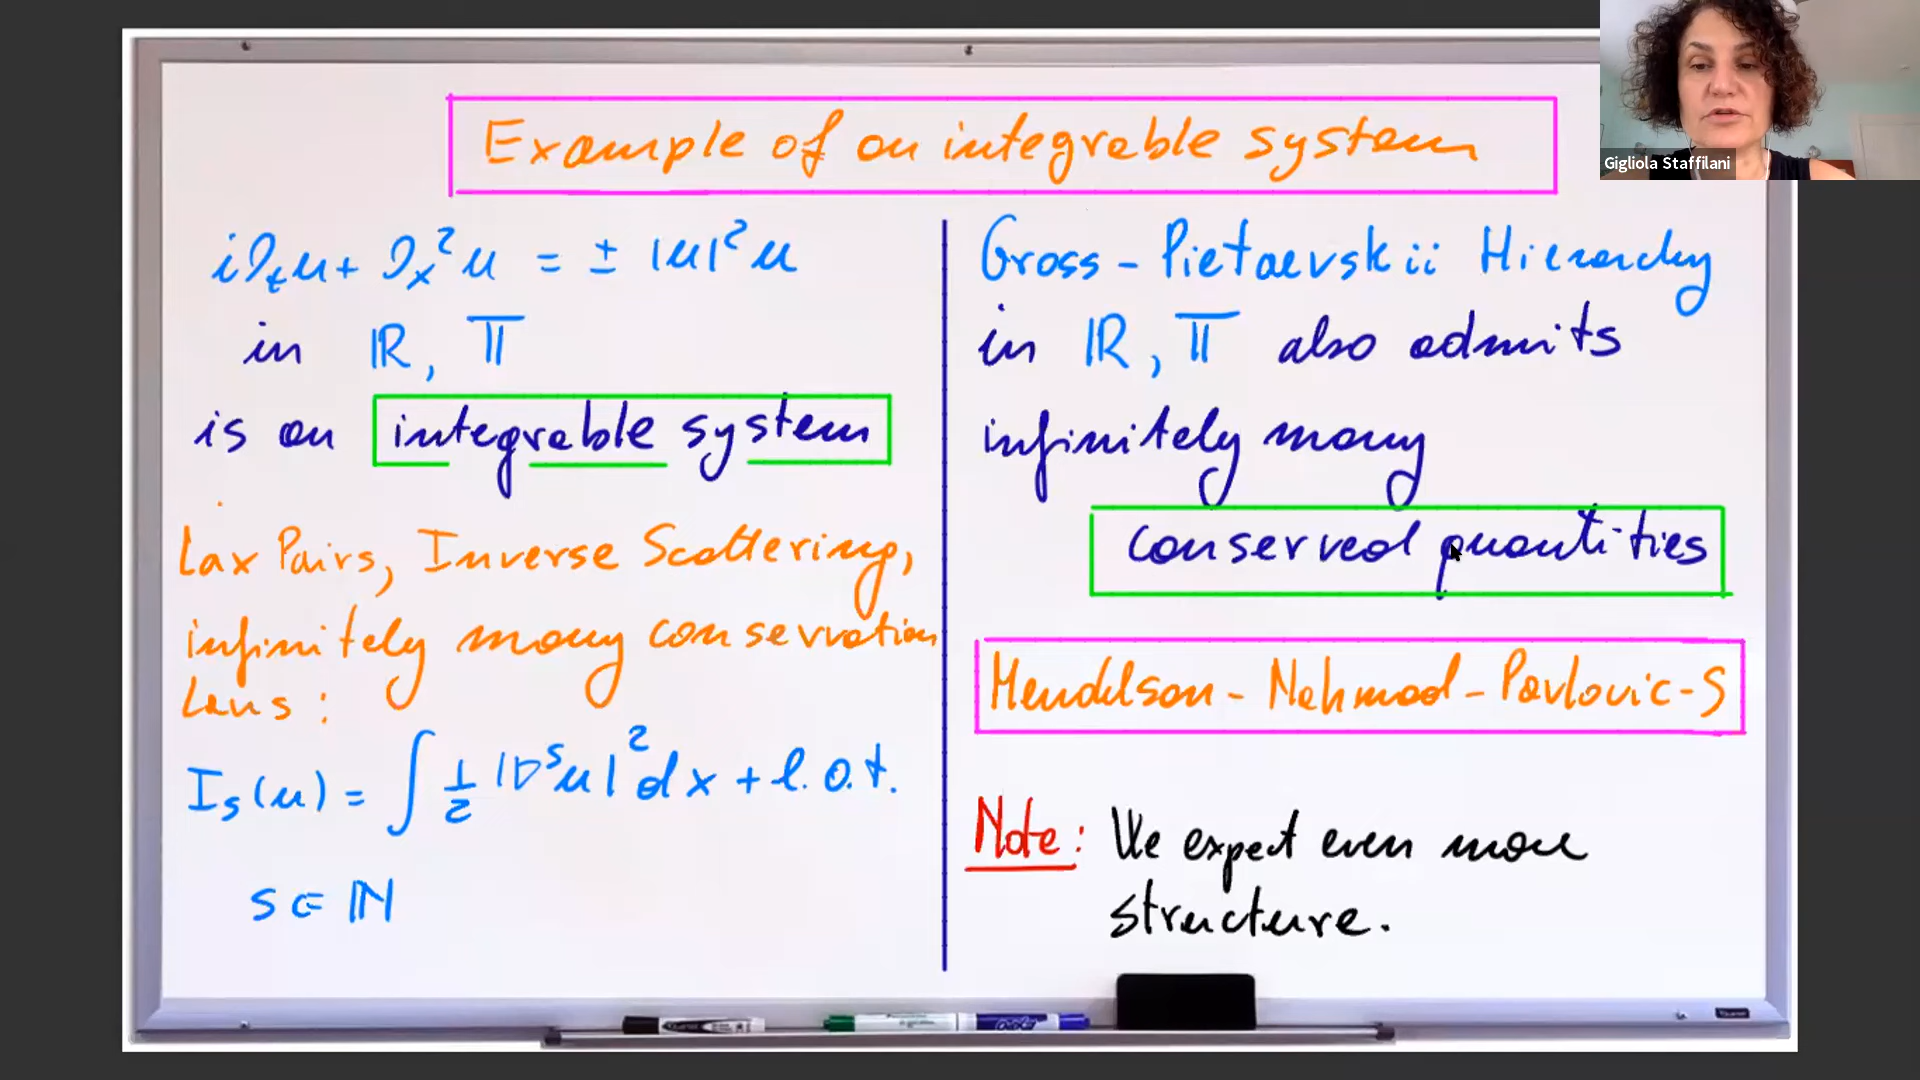 Example of an integrable system
Gigliola Staffilani
i∂ₜu + ∂ₓ²u = ± |u|²u
in ℝ, 𝕋
is an integrable system
Lax Pairs, Inverse Scattering,
infinitely many conservation
laws:
Iₛ(u) = ∫ 1/2 |Dˢu|² dx + l.o.t.
s ∈ ℕ
Gross-Pietaevskii Hierarchy
in ℝ, 𝕋 also admits
infinitely many
conserved quantities
Mendelson-Nahmod-Pavlovic-S
Note: We expect even more
structure.